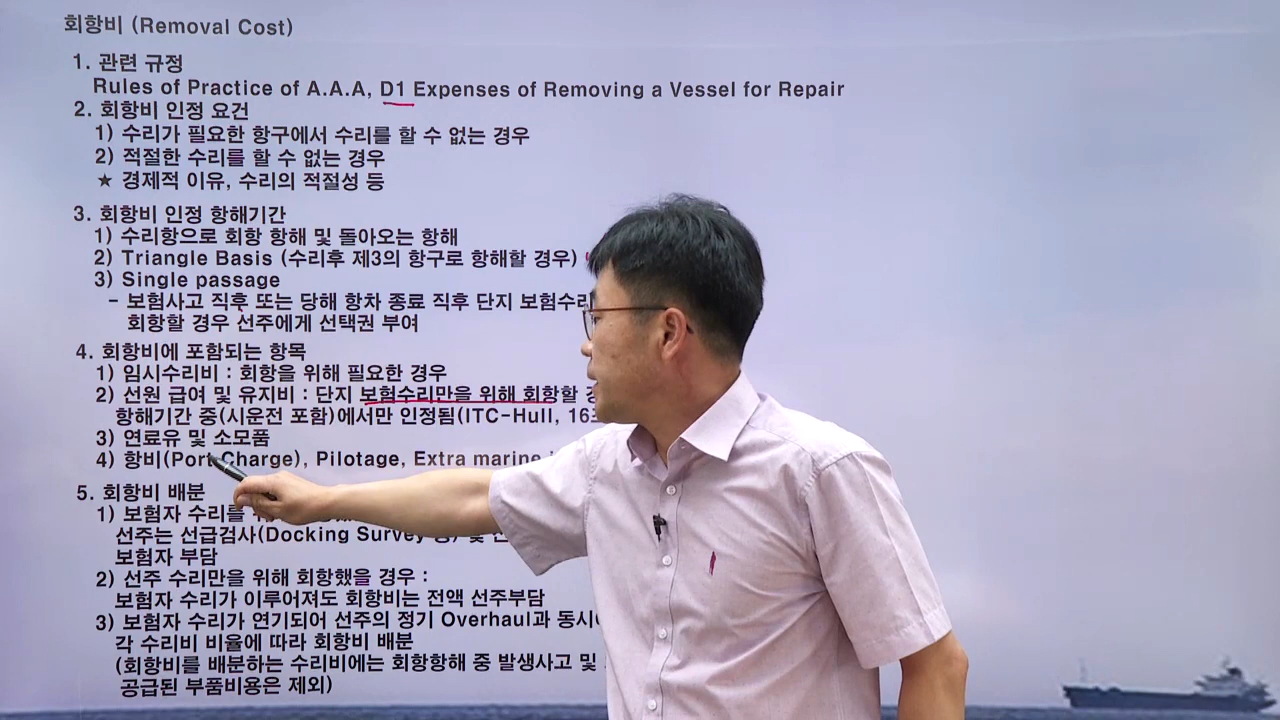 회항비 (Removal Cost)
1. 관련 규정
Rules of Practice of A.A.A, D1 Expenses of Removing a Vessel for Repair
2. 회항비 인정 요건
1) 수리가 필요한 항구에서 수리를 할 수 없는 경우
2) 적절한 수리를 할 수 없는 경우
★ 경제적 이유, 수리의 적절성 등
3. 회항비 인정 항해기간
1) 수리항으로 회항 항해 및 돌아오는 항해
2) Triangle Basis (수리후 제3의 항구로 항해할 경우)
3) Single passage
- 보험사고 직후 또는 당해 항차 종료 직후 단지 보험수리
회항할 경우 선주에게 선택권 부여
4. 회항비에 포함되는 항목
1) 임시수리비 : 회항을 위해 필요한 경우
2) 선원 급여 및 유지비 : 단지 보험수리만을 위해 회항할
항해기간 중(시운전 포함)에서만 인정됨(ITC-Hull, 16
3) 연료유 및 소모품
4) 항비(Port Charge), Pilotage, Extra marine
5. 회항비 배분
1) 보험자 수리를
선주는 선급검사(Docking Survey
보험자 부담
2) 선주 수리만을 위해 회항했을 경우 :
보험자 수리가 이루어져도 회항비는 전액 선주부담
3) 보험자 수리가 연기되어 선주의 정기 Overhaul과 동시
각 수리비 비율에 따라 회항비 배분
(회항비를 배분하는 수리비에는 회항항해 중 발생사고 및
공급된 부품비용은 제외)